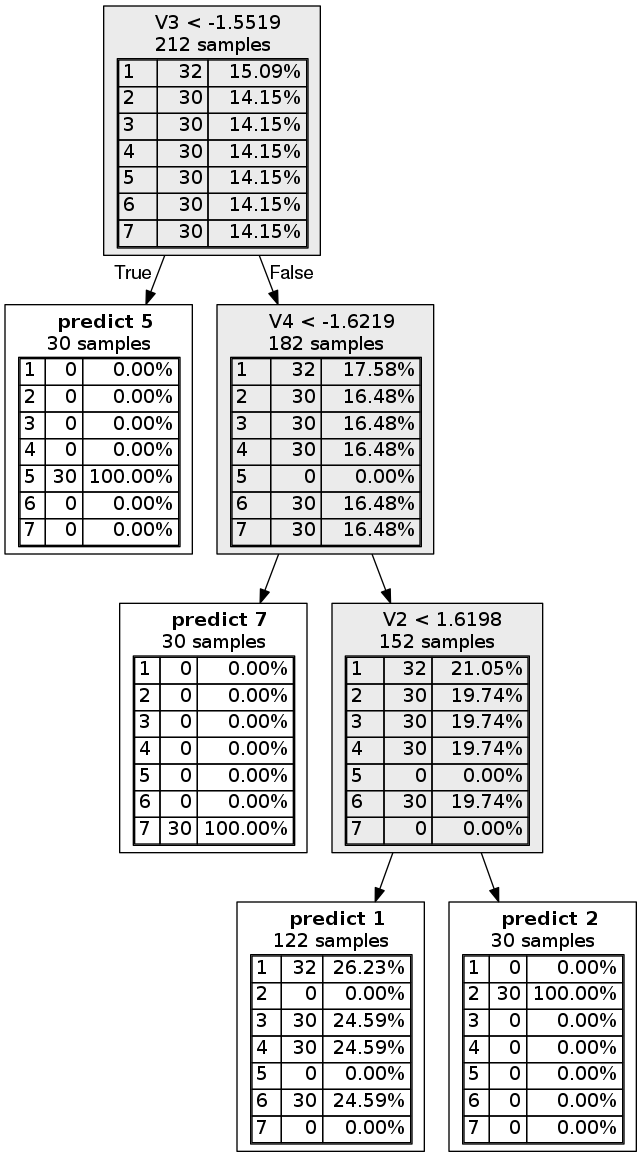 V3 < -1.5519
212 samples
1 32 15.09%
2 30 14.15%
3 30 14.15%
4 30 14.15%
5 30 14.15%
6 30 14.15%
7 30 14.15%
True
False
predict 5
30 samples
1 0 0.00%
2 0 0.00%
3 0 0.00%
4 0 0.00%
5 30 100.00%
6 0 0.00%
7 0 0.00%
V4 < -1.6219
182 samples
1 32 17.58%
2 30 16.48%
3 30 16.48%
4 30 16.48%
5 0 0.00%
6 30 16.48%
7 30 16.48%
predict 7
30 samples
1 0 0.00%
2 0 0.00%
3 0 0.00%
4 0 0.00%
5 0 0.00%
6 0 0.00%
7 30 100.00%
V2 < 1.6198
152 samples
1 32 21.05%
2 30 19.74%
3 30 19.74%
4 30 19.74%
5 0 0.00%
6 30 19.74%
7 0 0.00%
predict 1
122 samples
1 32 26.23%
2 0 0.00%
3 30 24.59%
4 30 24.59%
5 0 0.00%
6 30 24.59%
7 0 0.00%
predict 2
30 samples
1 0 0.00%
2 30 100.00%
3 0 0.00%
4 0 0.00%
5 0 0.00%
6 0 0.00%
7 0 0.00%